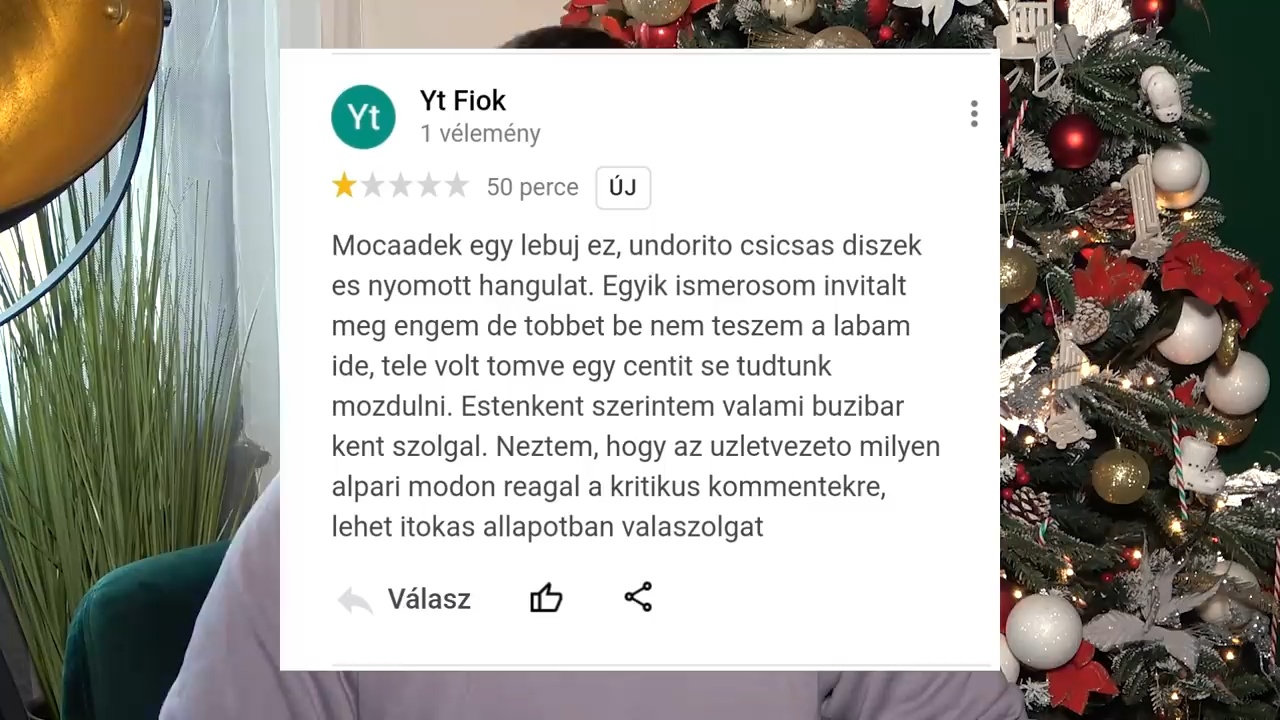 Yt
Yt Fiok
1 vélemény
50 perce ÚJ
Mocaadek egy lebuj ez, undorito csicsas diszek
es nyomott hangulat. Egyik ismerosom invitalt
meg engem de tobbet be nem teszem a labam
ide, tele volt tomve egy centit se tudtunk
mozdulni. Estenkent szerintem valami buzibar
kent szolgal. Neztem, hogy az uzletvezeto milyen
alpari modon reagal a kritikus kommentekre,
lehet itokas allapotban valaszolgat
Válasz